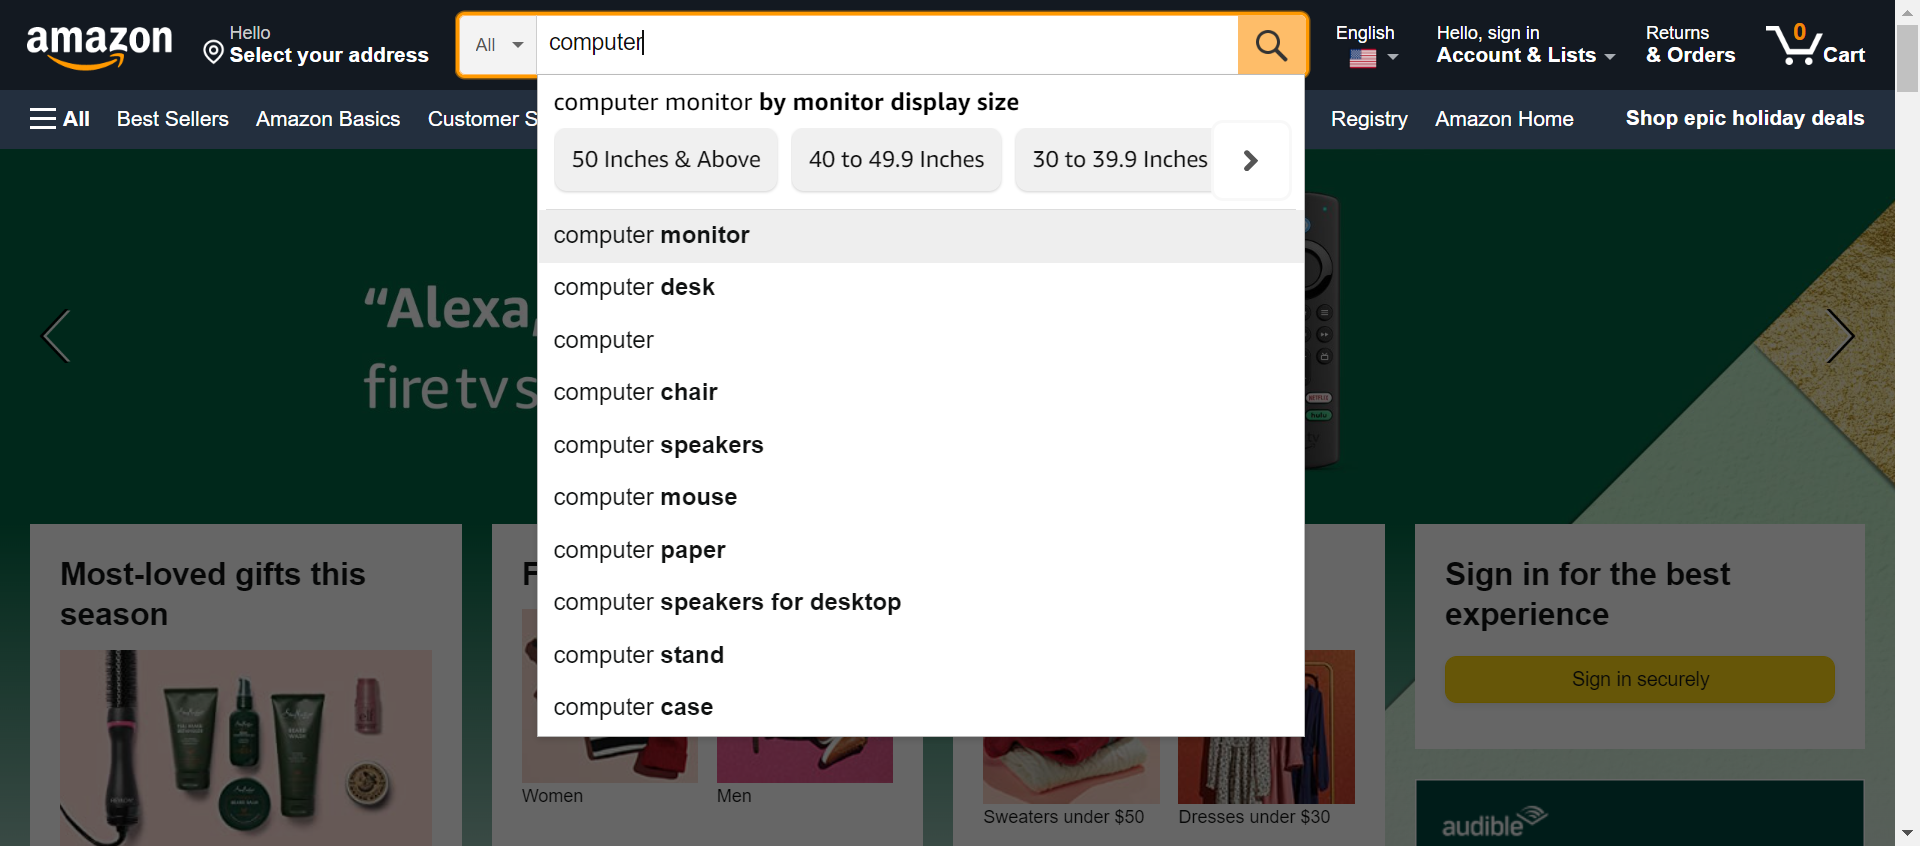 amazon
Hello
Select your address
All
computer
English
Hello, sign in
Account & Lists
Returns
& Orders
0
Cart
All
Best Sellers
Amazon Basics
Customer S
Registry
Amazon Home
Shop epic holiday deals
computer monitor by monitor display size
50 Inches & Above
40 to 49.9 Inches
30 to 39.9 Inches
computer monitor
computer desk
computer
computer chair
computer speakers
computer mouse
computer paper
computer speakers for desktop
computer stand
computer case
“Alexa,
fire tv s
NETFLIX
hulu
Most-loved gifts this
season
F
Women
Men
Sweaters under $50
Dresses under $30
Sign in for the best
experience
Sign in securely
audible
elf